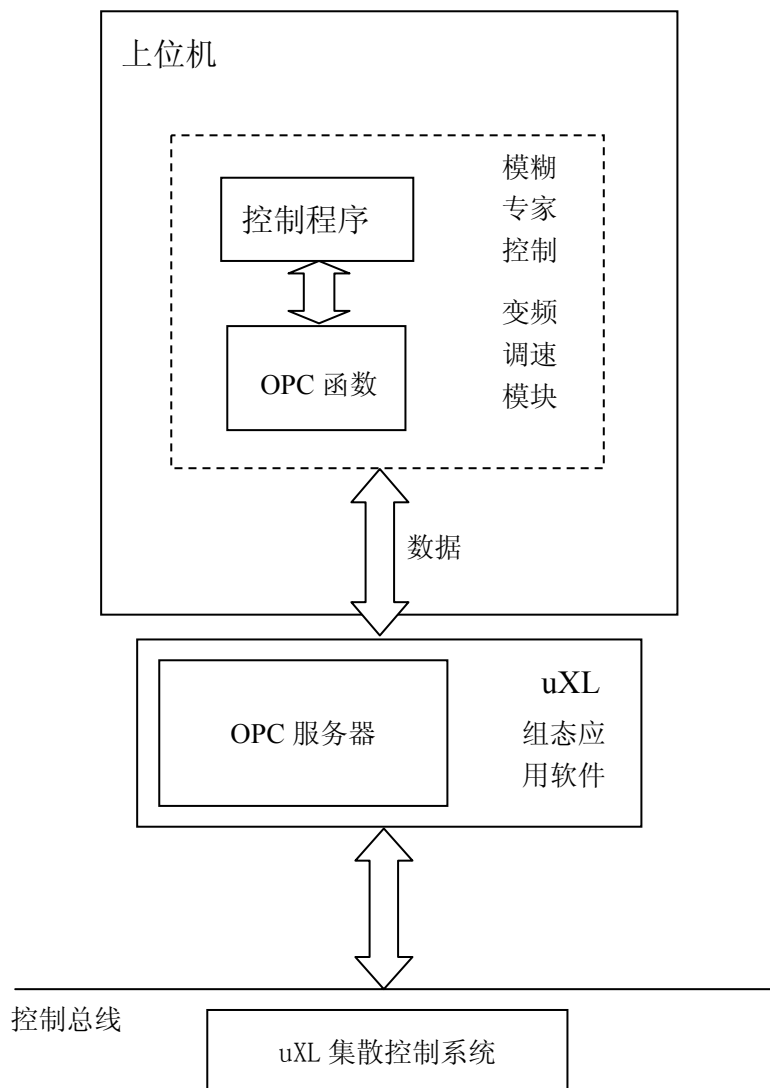 上位机
控制程序
OPC 函数
模糊
专家
控制
变频
调速
模块
数据
OPC 服务器
uXL
组态应
用软件
控制总线
uXL 集散控制系统